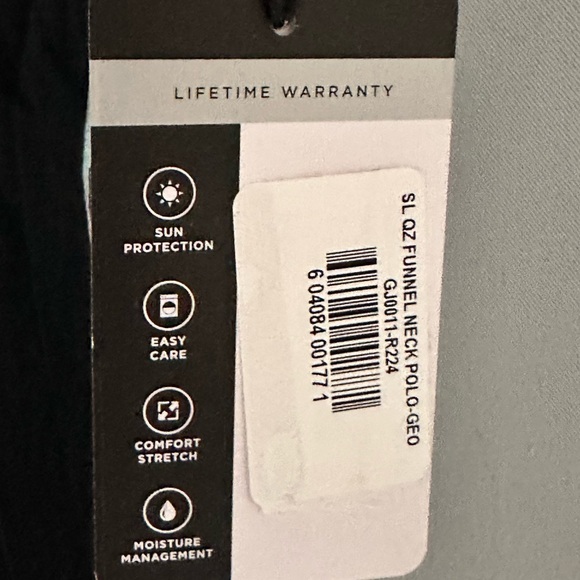 LIFETIME WARRANTY
SUN
PROTECTION
EASY
CARE
COMFORT
STRETCH
MOISTURE
MANAGEMENT
SL QZ FUNNEL NECK POLO-GEO
GJ0011-R224
6 04084 00177 1